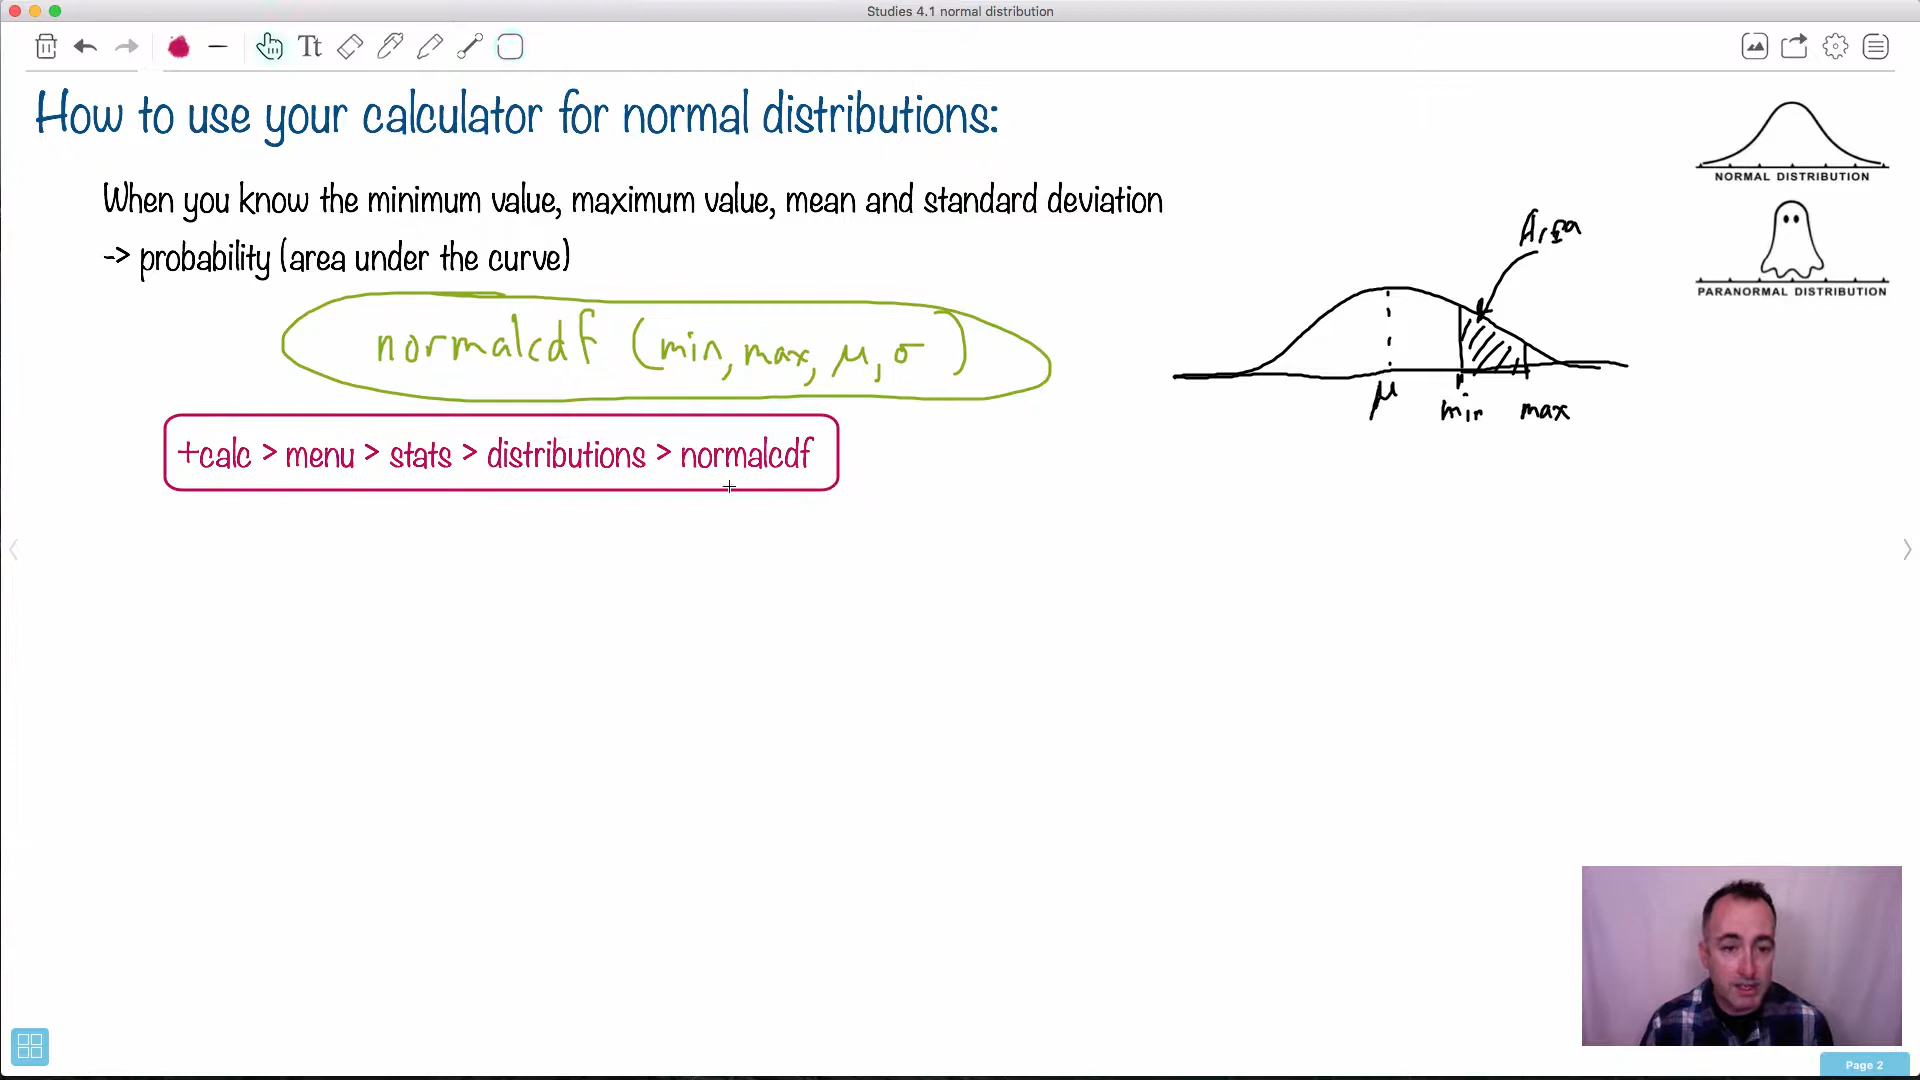 Studies 4.1 normal distribution
Tt
How to use your calculator for normal distributions:
When you know the minimum value, maximum value, mean and standard deviation
-> probability (area under the curve)
normalcdf (min, max, μ, σ)
+calc > menu > stats > distributions > normalcdf
Area
μ
min
max
NORMAL DISTRIBUTION
PARANORMAL DISTRIBUTION
Page 2